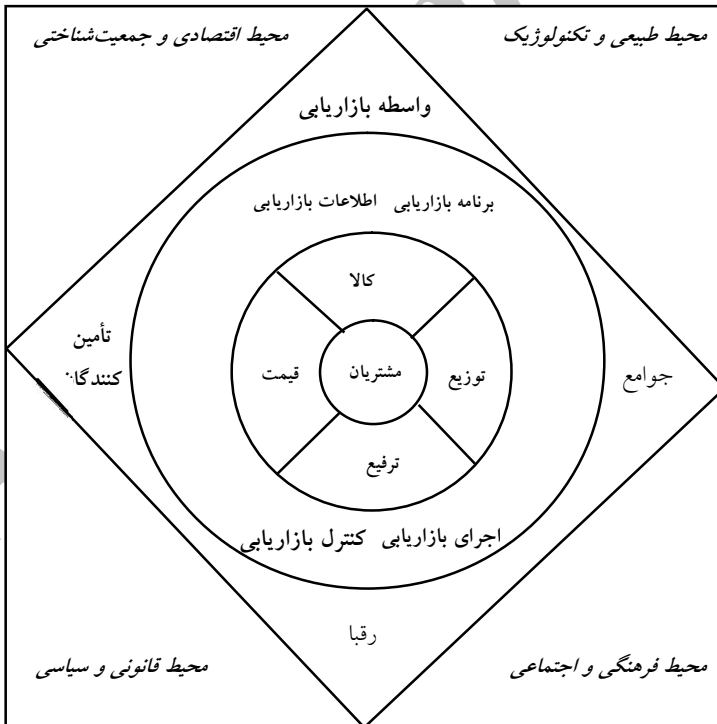 محیط طبیعی و تکنولوژیک
محیط اقتصادی و جمعیت‌شناختی
واسطه بازاریابی
برنامه بازاریابی
اطلاعات بازاریابی
کالا
تأمین
کنندگان
جوامع
توزیع
مشتریان
قیمت
ترفیع
اجرای بازاریابی
کنترل بازاریابی
رقبا
محیط فرهنگی و اجتماعی
محیط قانونی و سیاسی